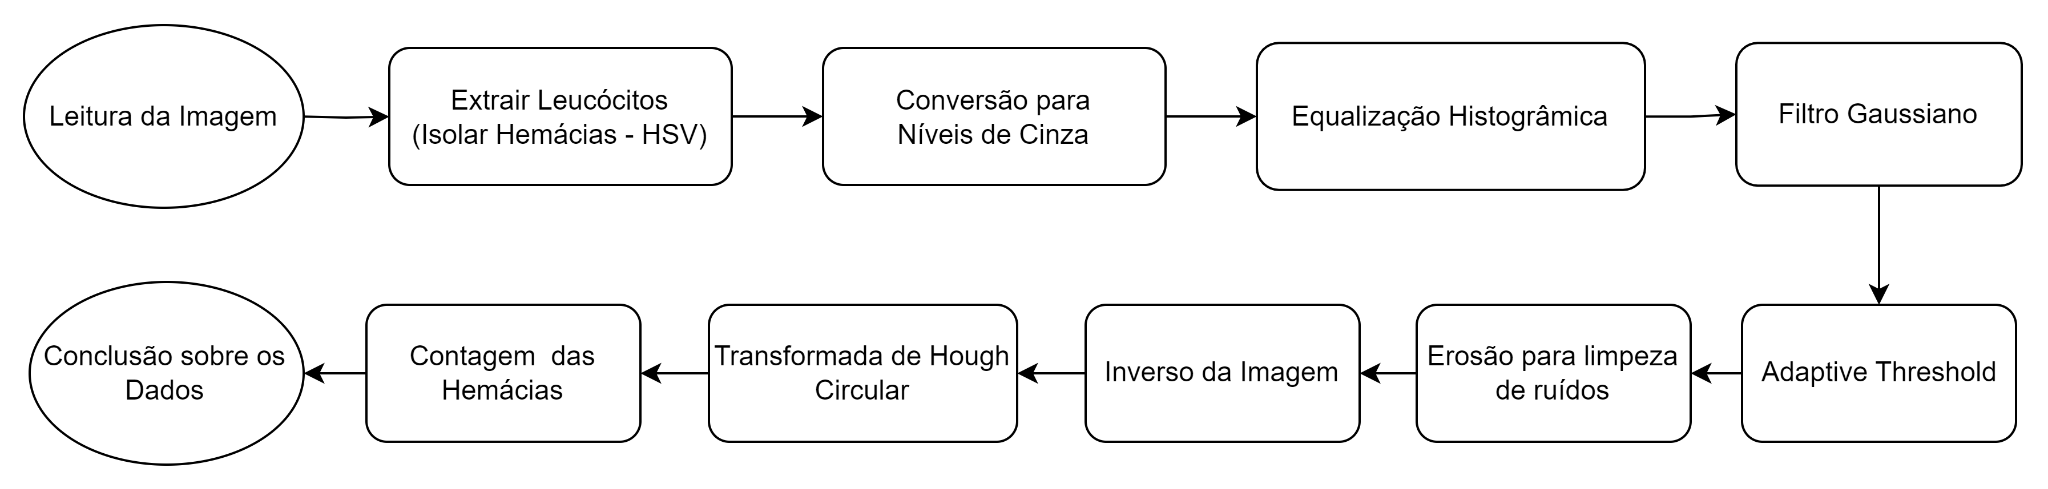 Leitura da Imagem
Extrair Leucócitos
(Isolar Hemácias - HSV)
Conversão para
Níveis de Cinza
Equalização Histogrâmica
Filtro Gaussiano
Adaptive Threshold
Erosão para limpeza
de ruídos
Inverso da Imagem
Transformada de Hough
Circular
Contagem  das
Hemácias
Conclusão sobre os
Dados